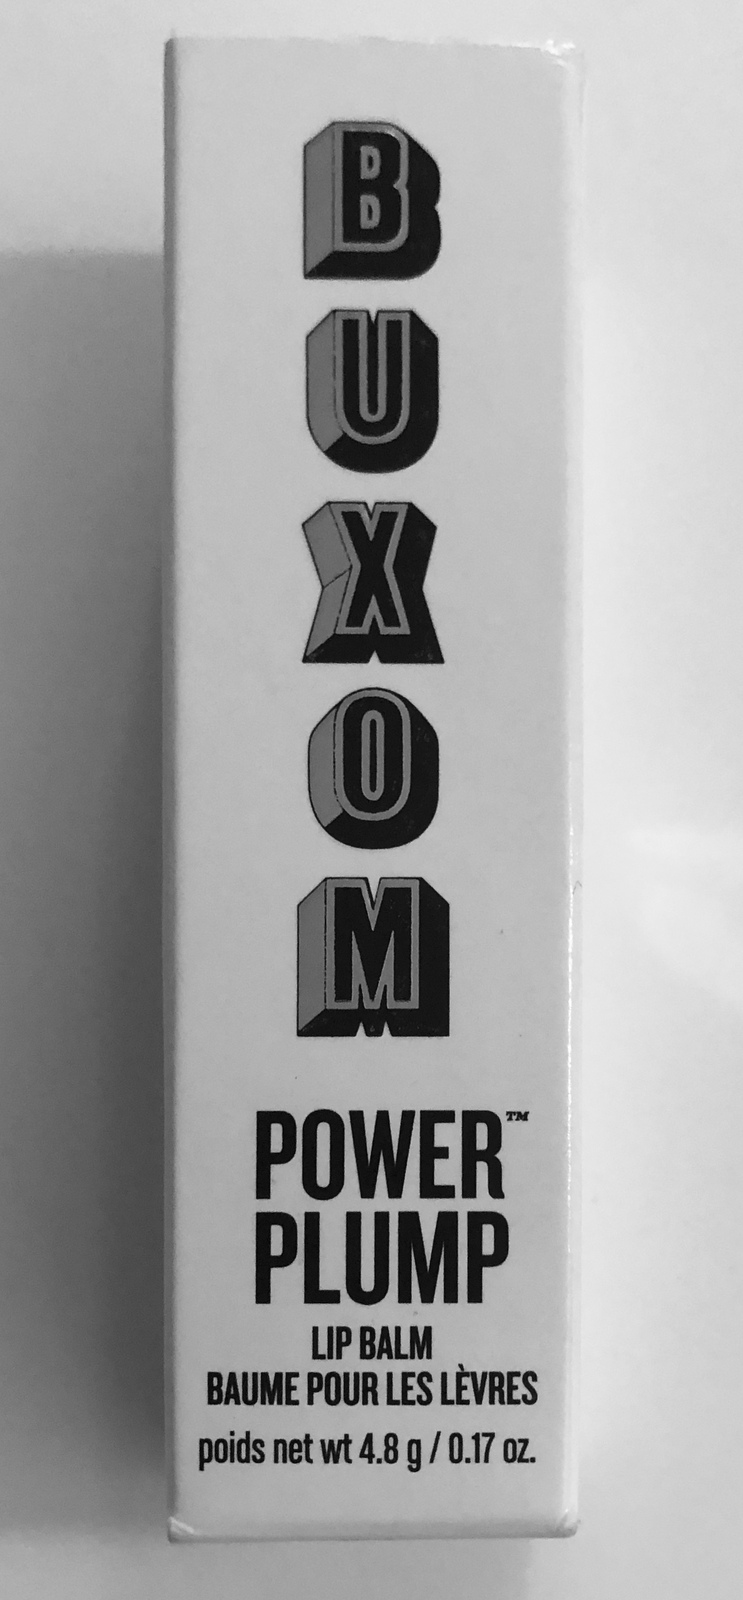 BUXOM
POWER™
PLUMP
LIP BALM
BAUME POUR LES LÈVRES
poids net wt 4.8 g / 0.17 oz.